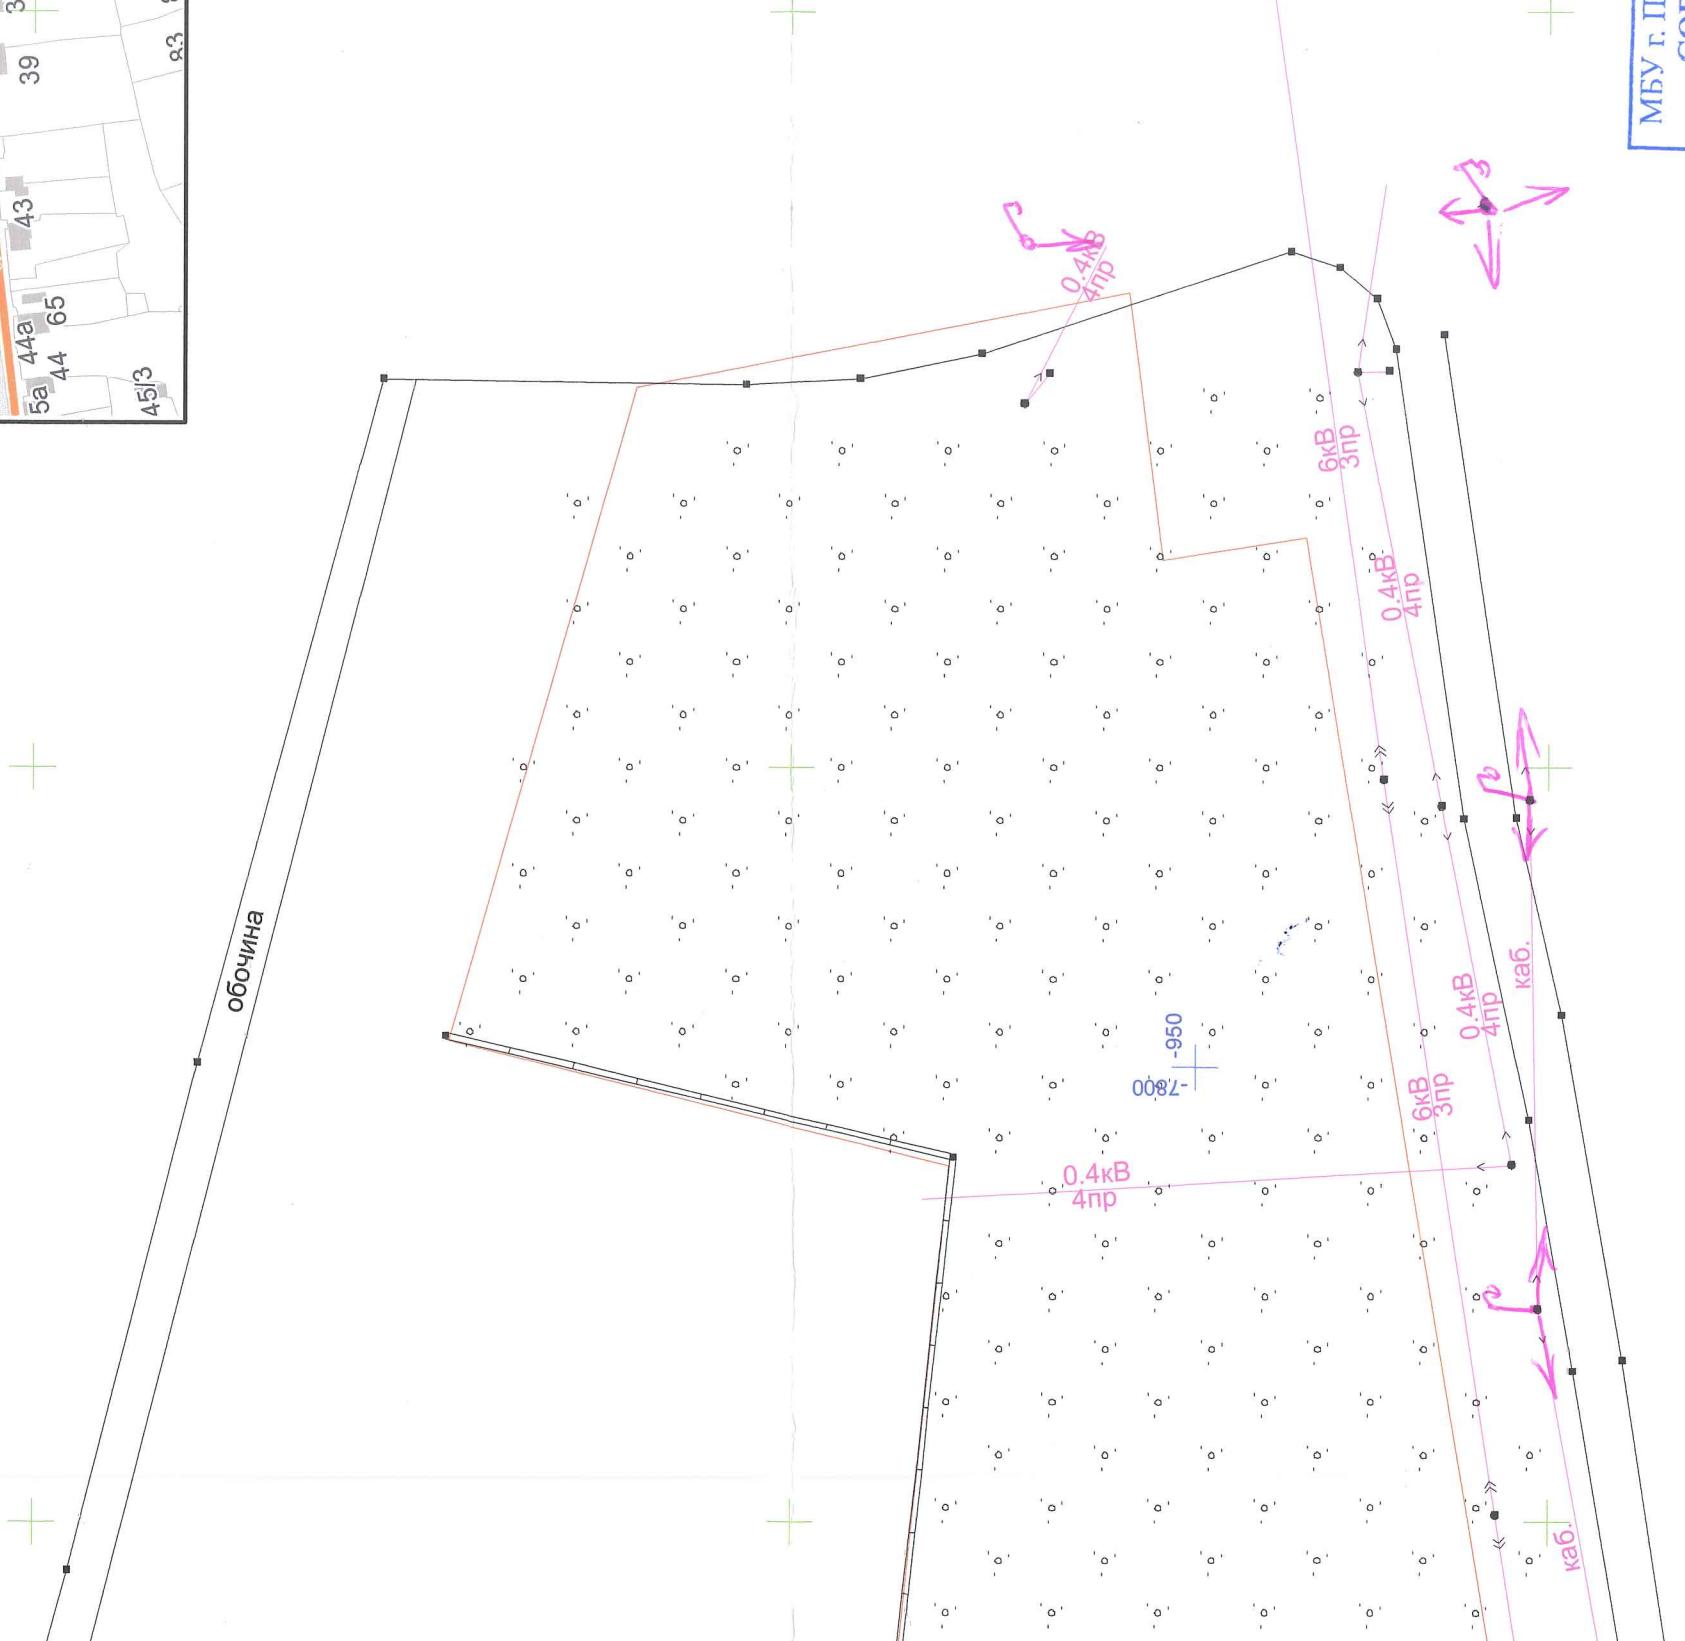 39
83
43
65
44а
44
5а
45/3
МБУ г. П
0.4кВ
4пр
6кВ
3пр
0.4кВ
4пр
обочина
каб.
0.4кВ
4пр
-950
-7800
6кВ
3пр
0.4кВ
4пр
каб.